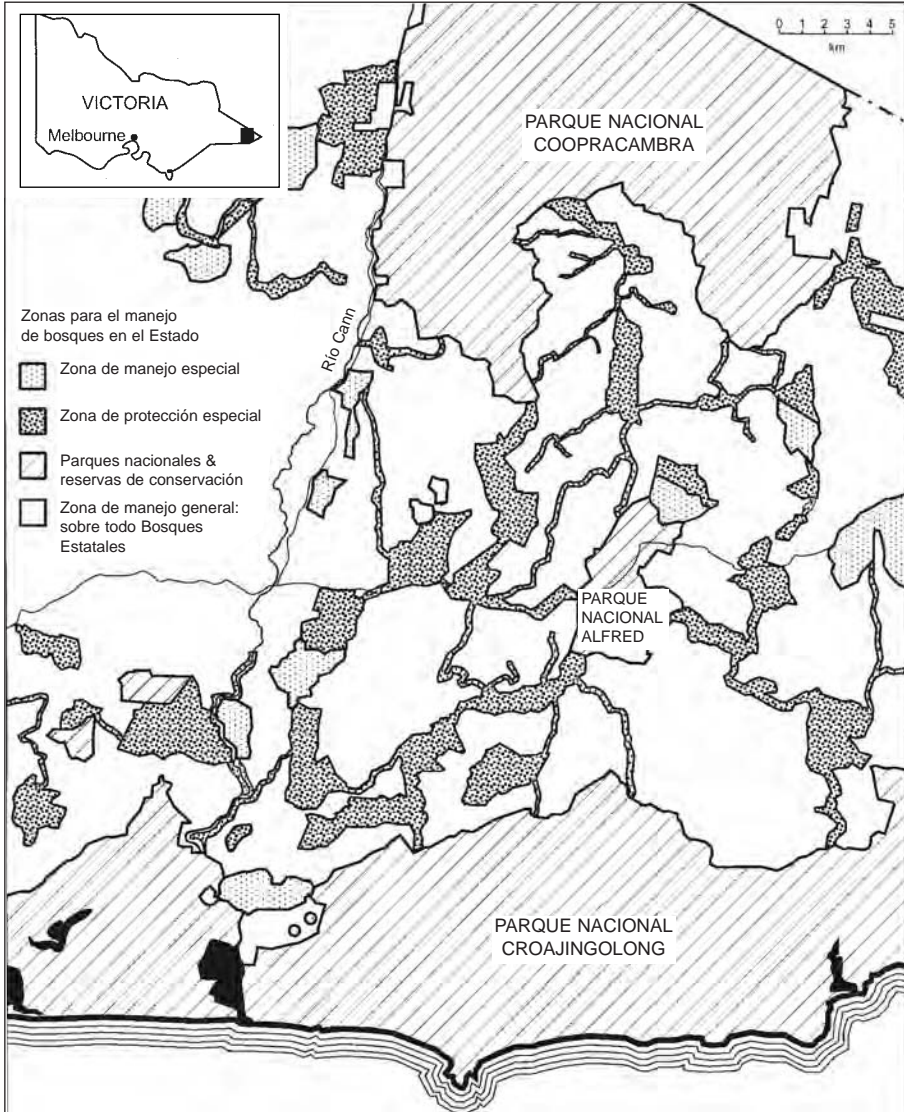 VICTORIA
Melbourne
0 1 2 3 4 5
km
PARQUE NACIONAL
COOPRACAMBRA
Río Cann
Zonas para el manejo
de bosques en el Estado
Zona de manejo especial
Zona de protección especial
Parques nacionales &
reservas de conservación
Zona de manejo general:
sobre todo Bosques
Estatales
PARQUE
NACIONAL
ALFRED
PARQUE NACIONAL
CROAJINGOLONG